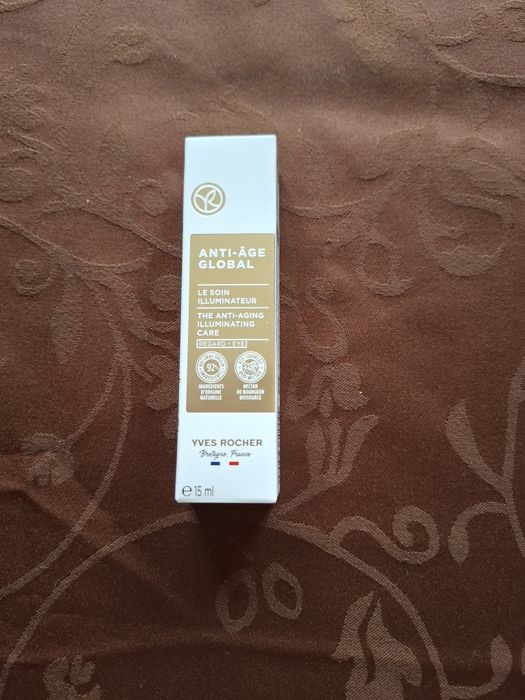 ANTI-ÂGE
GLOBAL
LE SOIN
ILLUMINATEUR
THE ANTI-AGING
ILLUMINATING
CARE
REGARD • EYE
92%
INGRÉDIENTS
D'ORIGINE
NATURELLE
NECTAR
DE BOURGEON
BIOSOURCÉ
YVES ROCHER
Bretagne, France
℮ 15 ml